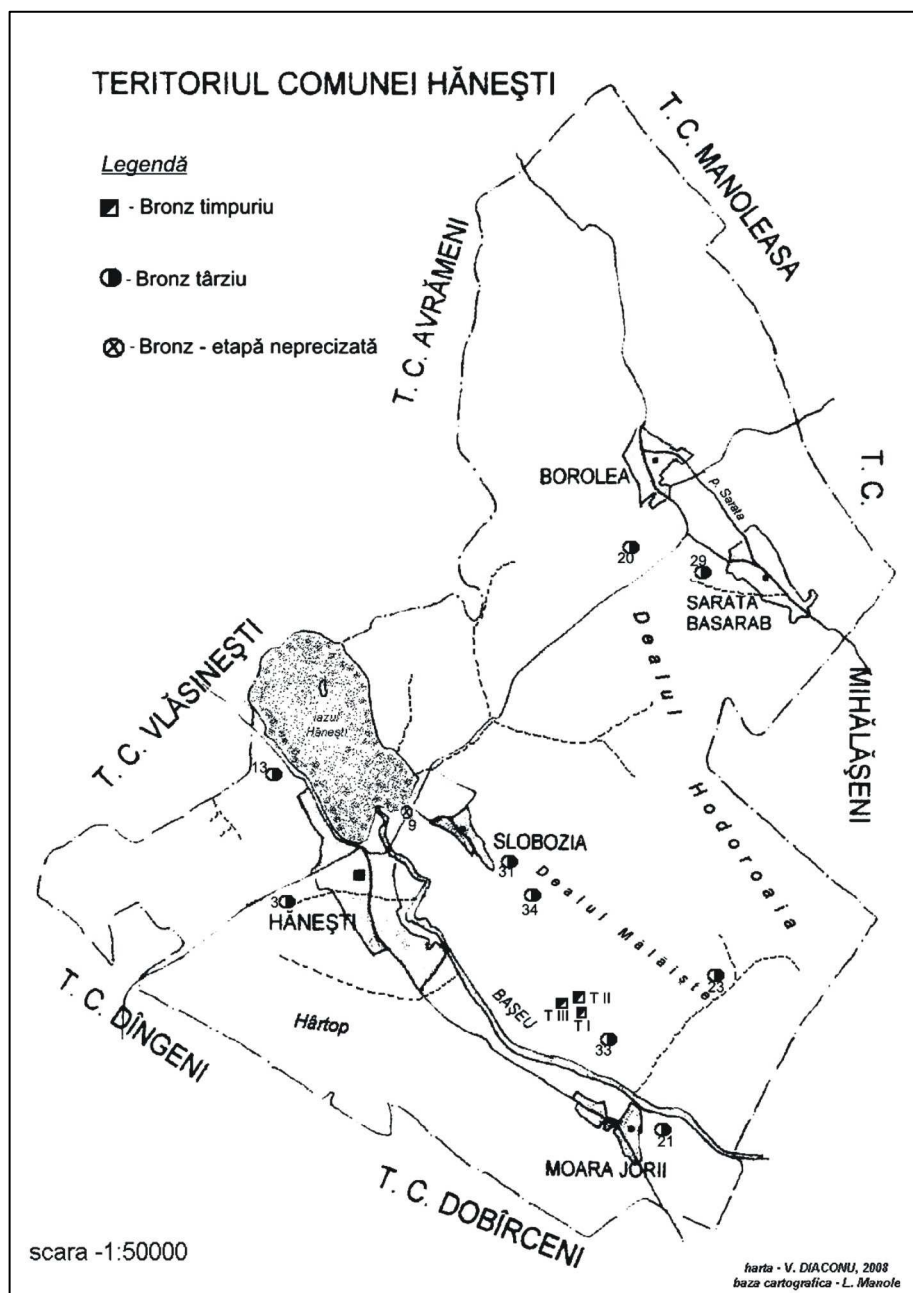 TERITORIUL COMUNEI HĂNEŞTI
Legendă
- Bronz timpuriu
- Bronz târziu
- Bronz - etapă neprecizată
T. C. MANOLEASA
T. C. AVRĂMENI
T. C.
MIHĂLĂŞENI
BOROLEA
p. Sarata
20
29
SARATA
BASARAB
Dealul
Hodoroaia
T. C. VLĂSINEŞTI
iazul
Hăneşti
13
9
SLOBOZIA
31
34
Dealul Mălăişte
3
HĂNEŞTI
23
T II
T III
T I
BAŞEU
33
Hârtop
T. C. DÎNGENI
21
MOARA JORII
T. C. DOBÎRCENI
scara -1:50000
harta - V. DIACONU, 2008
baza cartografica - L. Manole